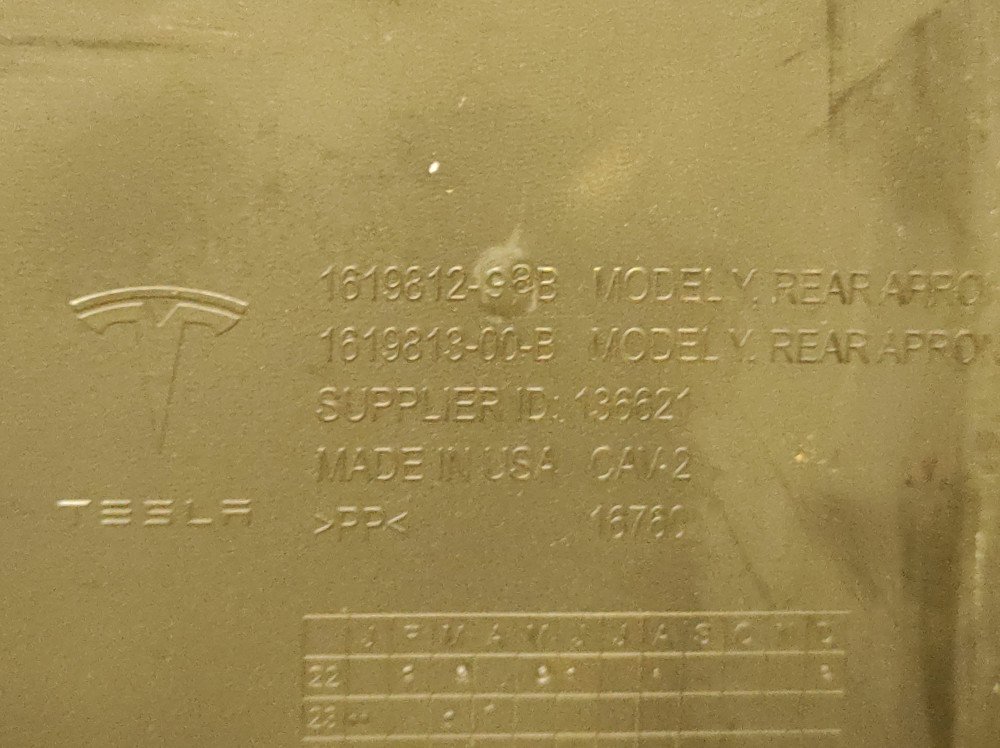 1619812-98B MODEL Y, REAR APRO
1619813-00-B MODEL Y, REAR APRO
SUPPLIER ID: 136621
MADE IN USA CAV-2
TESLA
>PP< 16760
J F M A M J J A S O N D
22
23